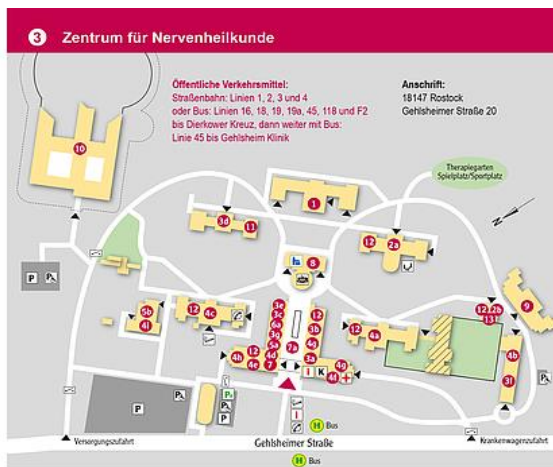 3 Zentrum für Nervenheilkunde
Öffentliche Verkehrsmittel:
Straßenbahn: Linien 1, 2, 3 und 4
oder Bus: Linien 16, 18, 19, 19a, 45, 118 und F2
bis Dierkower Kreuz, dann weiter mit Bus:
Linie 45 bis Gehlsheim Klinik
Anschrift:
18147 Rostock
Gehlsheimer Straße 20
Therapiegarten
Spielplatz/Sportplatz
N
10
1
3d
11
12
2a
8
9
5b
4i
12
4c
3e
3c
6a
3g
5a
4d
7
12
4h
4e
7a
12
3b
4g
3a
4g
4f
I
K
12
4a
12
12b
13
4b
3f
P
P
P
P
P
P
I
Versorgungszufahrt
Gehlsheimer Straße
H Bus
H Bus
Krankenwagenzufahrt